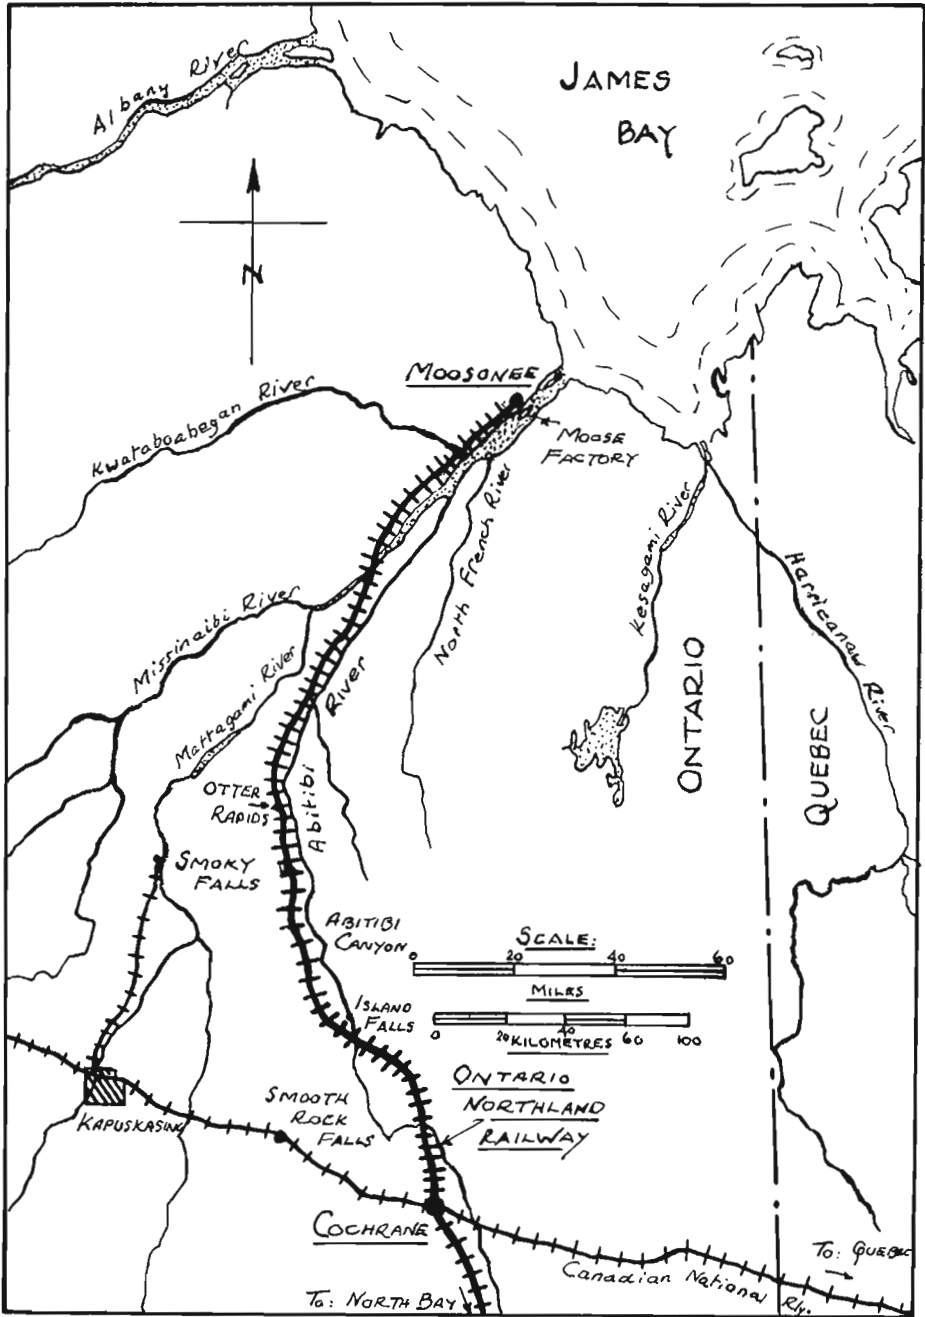 Albany River
JAMES
BAY
N
MOOSONEE
Kwataboahegan River
MOOSE
FACTORY
North French River
Kesagami River
Harricanaw River
Missinaibi River
Mattagami River
Abitibi River
ONTARIO
QUEBEC
OTTER
RAPIDS
SMOKY
FALLS
ABITIBI
CANYON
SCALE:
0 20 40 60
MILES
ISLAND
FALLS
0 20 40 60 100
KILOMETRES
ONTARIO
NORTHLAND
RAILWAY
SMOOTH
ROCK
FALLS
KAPUSKASING
COCHRANE
To: QUEBEC
Canadian National Rly.
To: NORTH BAY